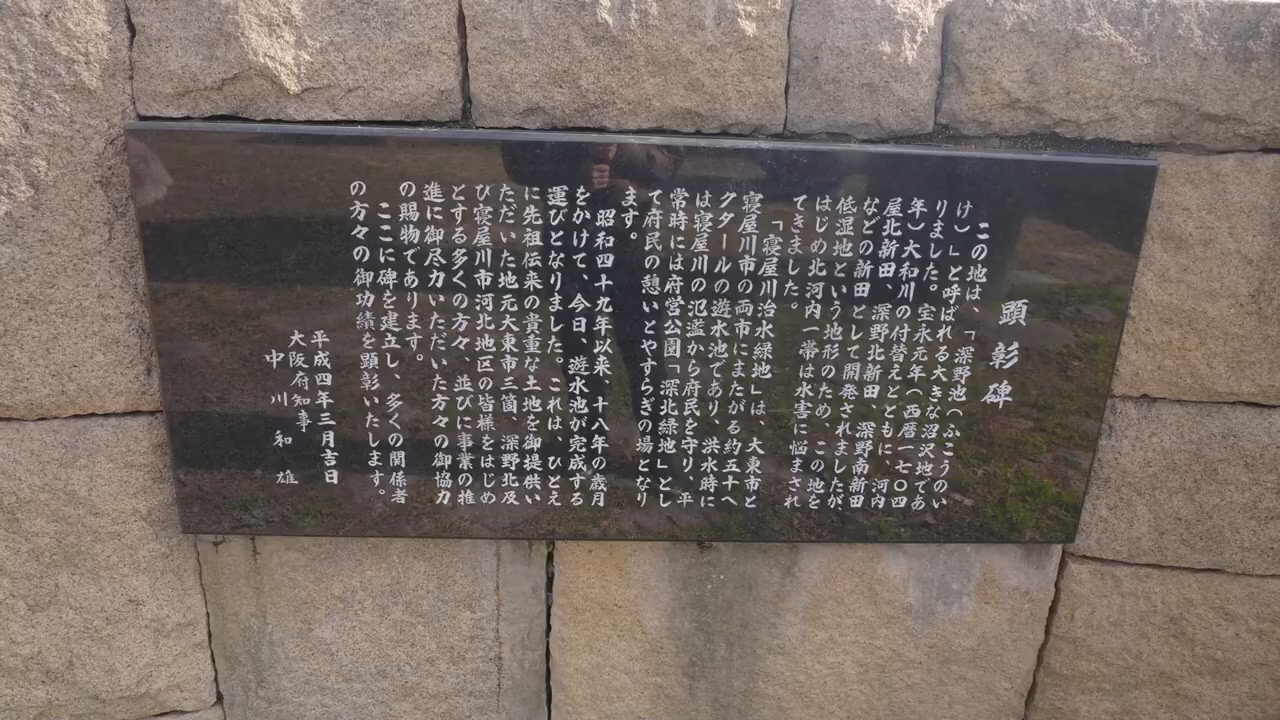 顕彰碑
この地は、「深野池(ふこうのい
け)」と呼ばれる大きな沼沢地であ
りました。宝永元年(西暦一七〇四
年)大和川の付替えとともに、河内
屋北新田、深野北新田、深野南新田
などの新田として開発されましたが、
低湿地という地形のため、この地を
はじめ北河内一帯は水害に悩まされ
てきました。
「寝屋川治水緑地」は、大東市と
寝屋川市の両市にまたがる約五十ヘ
クタールの遊水池であり、洪水時に
は寝屋川の氾濫から府民を守り、平
常時には府営公園「深北緑地」とし
て府民の憩いとやすらぎの場となり
ます。
昭和四十九年以来、十八年の歳月
をかけて、今日、遊水池が完成する
運びとなりました。これは、ひとえ
に先祖伝来の貴重な土地を御提供い
ただいた地元大東市三箇、深野北及
び寝屋川市河北地区の皆様をはじめ
とする多くの方々、並びに事業の推
進に御尽力いただいた方々の御協力
の賜物であります。
ここに碑を建立し、多くの関係者
の方々の御功績を顕彰いたします。
平成四年三月吉日
大阪府知事
中川和雄